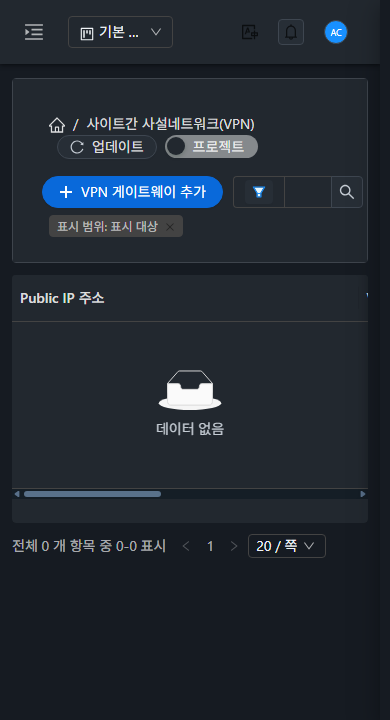 기본 ...
AC
/ 사이트간 사설네트워크(VPN)
업데이트 프로젝트
VPN 게이트웨이 추가
표시 범위: 표시 대상
Public IP 주소
데이터 없음
전체 0 개 항목 중 0-0 표시 1 20 / 쪽